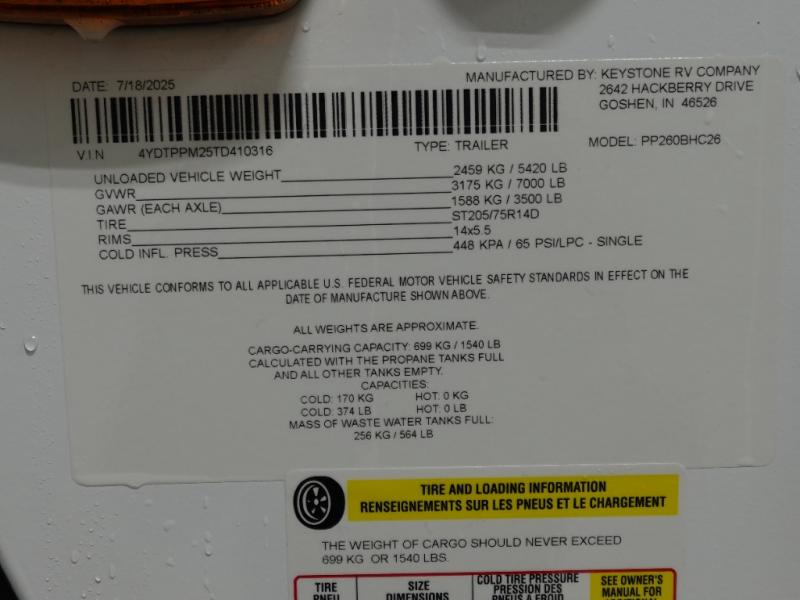 DATE: 7/18/2025
MANUFACTURED BY: KEYSTONE RV COMPANY
2642 HACKBERRY DRIVE
GOSHEN, IN 46526
VIN 4YDTPPM25TD410316 TYPE: TRAILER MODEL: PP260BHC26
UNLOADED VEHICLE WEIGHT 2459 KG / 5420 LB
GVWR 3175 KG / 7000 LB
GAWR (EACH AXLE) 1588 KG / 3500 LB
TIRE ST205/75R14D
RIMS 14x5.5
COLD INFL. PRESS 448 KPA / 65 PSI/LPC - SINGLE
THIS VEHICLE CONFORMS TO ALL APPLICABLE U.S. FEDERAL MOTOR VEHICLE SAFETY STANDARDS IN EFFECT ON THE
DATE OF MANUFACTURE SHOWN ABOVE.
ALL WEIGHTS ARE APPROXIMATE.
CARGO-CARRYING CAPACITY: 699 KG / 1540 LB
CALCULATED WITH THE PROPANE TANKS FULL
AND ALL OTHER TANKS EMPTY.
CAPACITIES:
COLD: 170 KG HOT: 0 KG
COLD: 374 LB HOT: 0 LB
MASS OF WASTE WATER TANKS FULL:
256 KG / 564 LB
TIRE AND LOADING INFORMATION
RENSEIGNEMENTS SUR LES PNEUS ET LE CHARGEMENT
THE WEIGHT OF CARGO SHOULD NEVER EXCEED
699 KG OR 1540 LBS.
TIRE SIZE COLD TIRE PRESSURE SEE OWNER'S
PNEU DIMENSIONS PRESSION DES MANUAL FOR
PNEUS A FROID